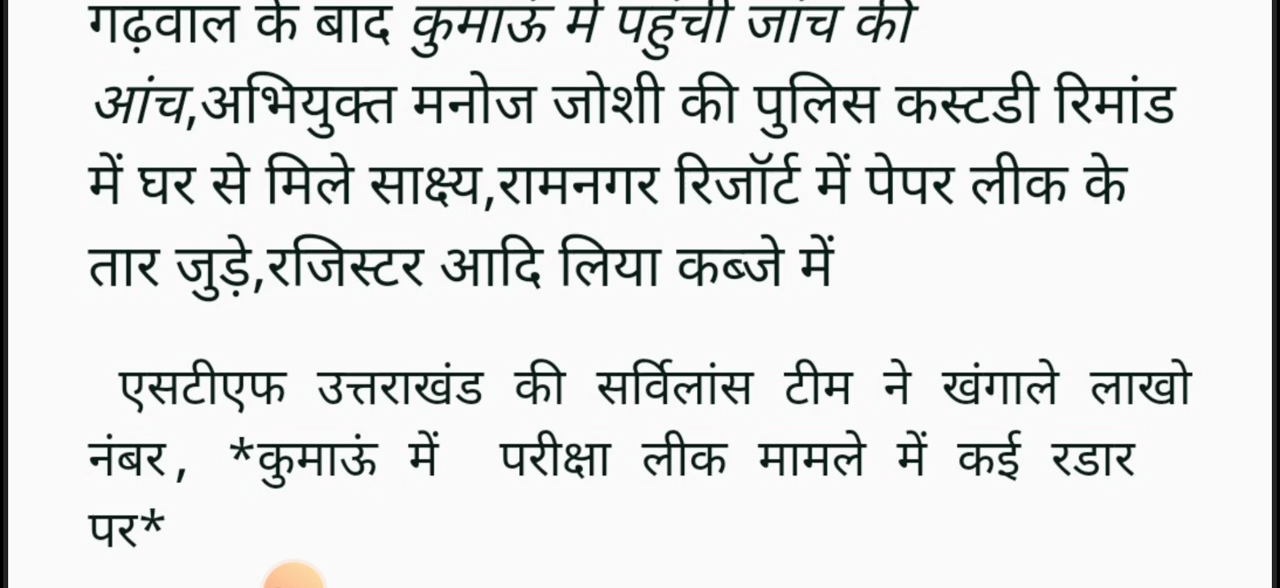 गढ़वाल के बाद कुमाऊं में पहुंची जांच की
आंच,अभियुक्त मनोज जोशी की पुलिस कस्टडी रिमांड
में घर से मिले साक्ष्य,रामनगर रिजॉर्ट में पेपर लीक के
तार जुड़े,रजिस्टर आदि लिया कब्जे में
एसटीएफ उत्तराखंड की सर्विलांस टीम ने खंगाले लाखो
नंबर, *कुमाऊं में परीक्षा लीक मामले में कई रडार
पर*